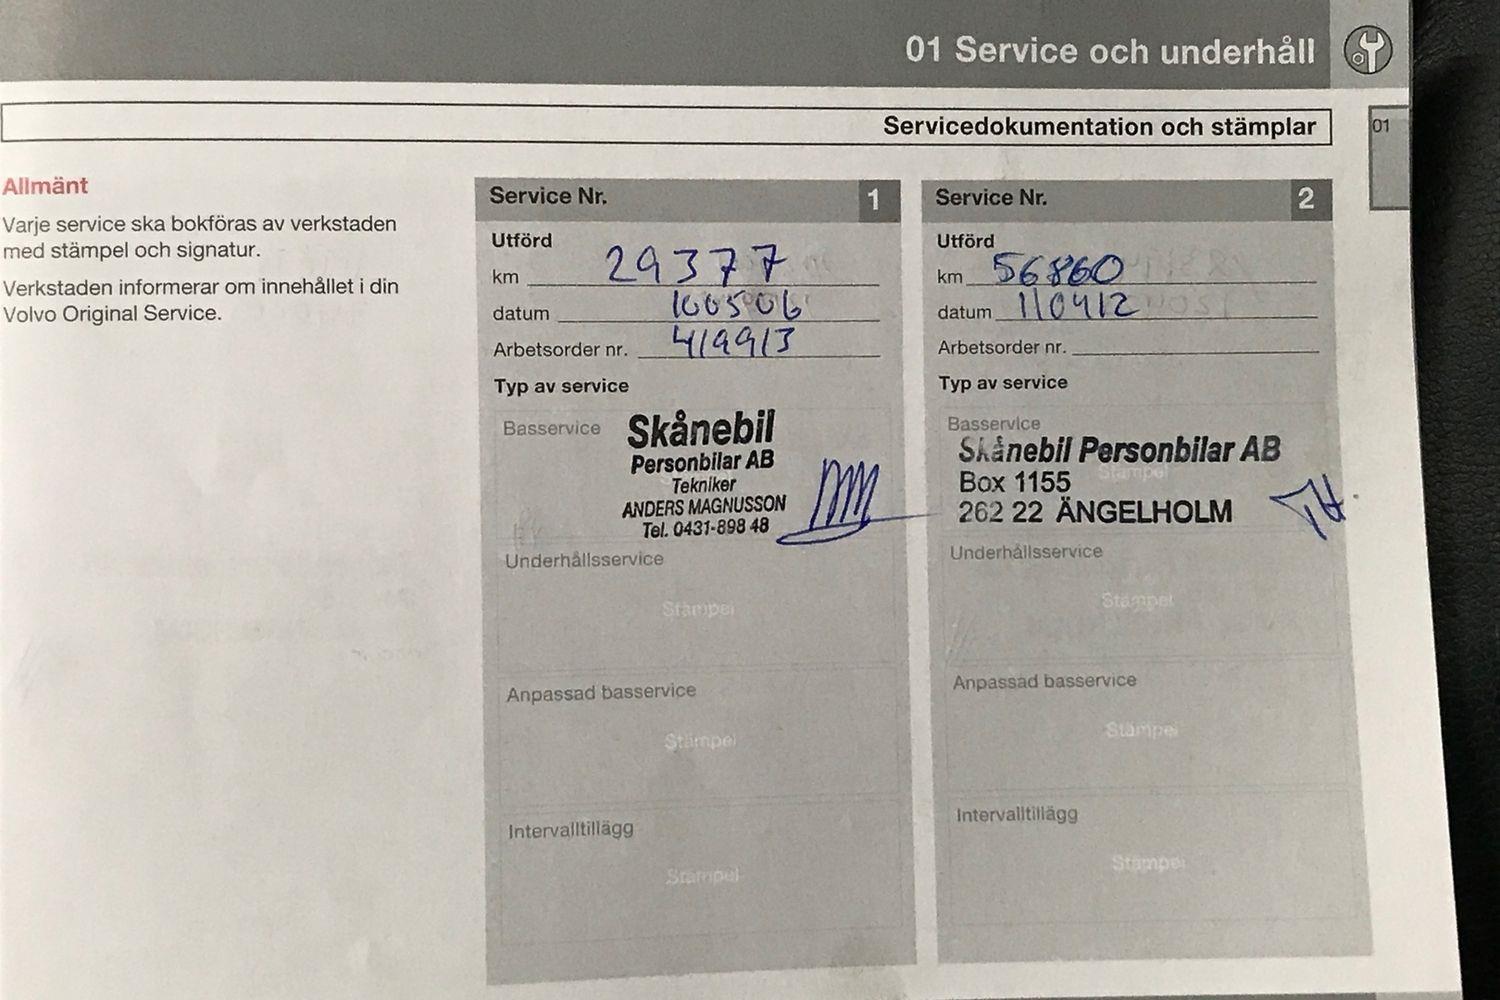 01 Service och underhåll
Servicedokumentation och stämplar
01
Allmänt
Varje service ska bokföras av verkstaden
med stämpel och signatur.
Verkstaden informerar om innehållet i din
Volvo Original Service.
Service Nr. 1
Utförd
km 29377
datum 100506
Arbetsorder nr. 419913
Typ av service
Basservice
Skånebil
Personbilar AB
Tekniker
ANDERS MAGNUSSON
Tel. 0431-898 48
Underhållsservice
Stämpel
Anpassad basservice
Stämpel
Intervalltillägg
Stämpel
Service Nr. 2
Utförd
km 56860
datum 110412
Arbetsorder nr.
Typ av service
Basservice
Stämpel
Skånebil Personbilar AB
Box 1155
262 22 ÄNGELHOLM
Underhållsservice
Stämpel
Anpassad basservice
Stämpel
Intervalltillägg
Stämpel